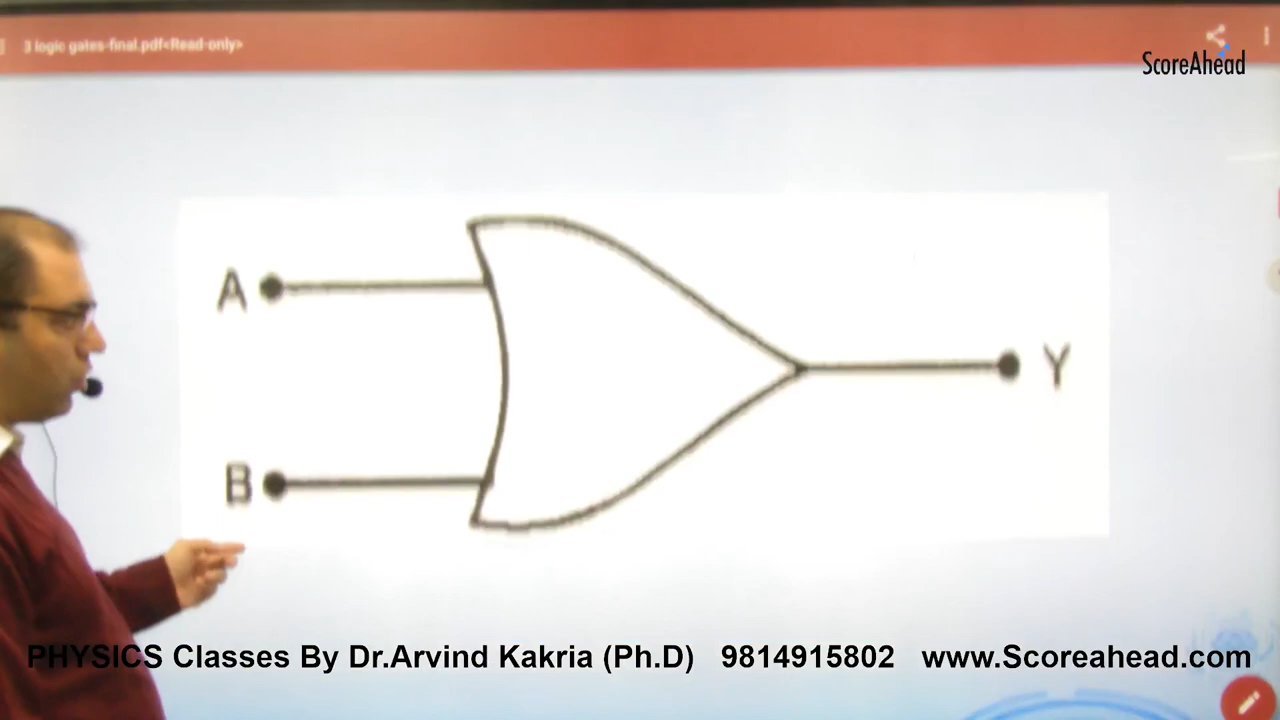 3 logic gates-final.pdf<Read-only>
ScoreAhead
A
Y
B
PHYSICS Classes By Dr.Arvind Kakria (Ph.D) 9814915802 www.Scoreahead.com